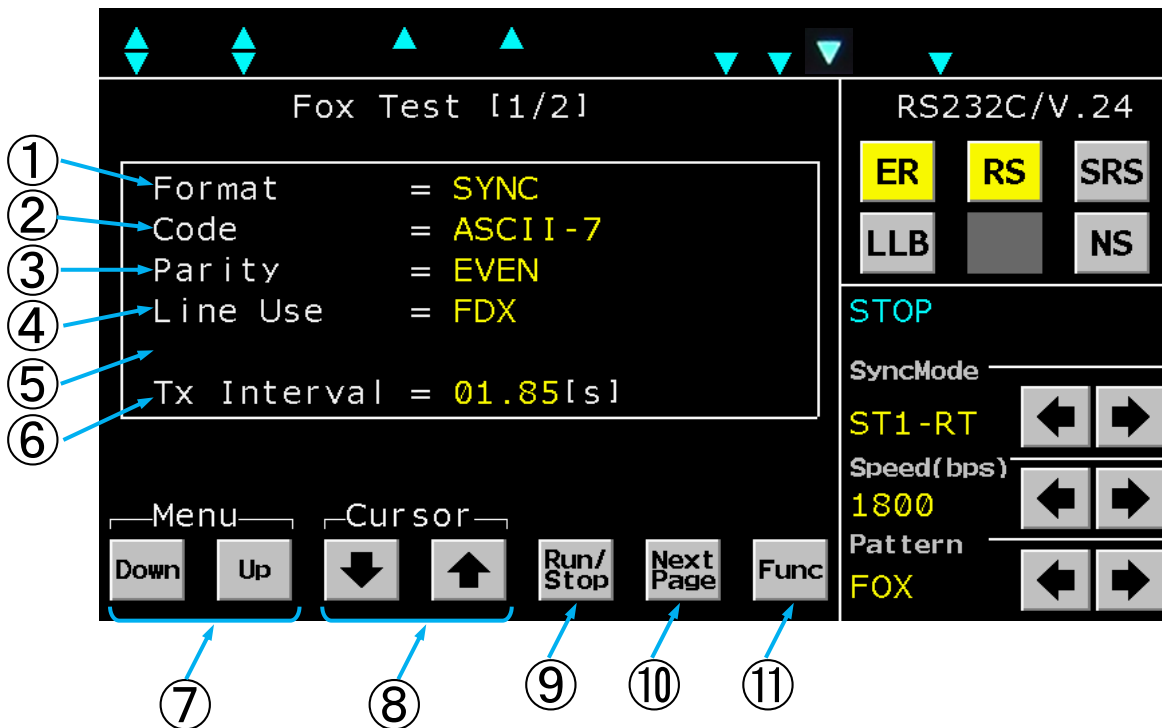 Fox Test [1/2]
① Format = SYNC
② Code = ASCII-7
③ Parity = EVEN
④ Line Use = FDX
⑤
⑥ Tx Interval = 01.85[s]
Menu Cursor
Down Up Run/Stop Next Page Func
⑦ ⑧ ⑨ ⑩ ⑪
RS232C/V.24
ER RS SRS
LLB NS
STOP
SyncMode
ST1-RT
Speed(bps)
1800
Pattern
FOX